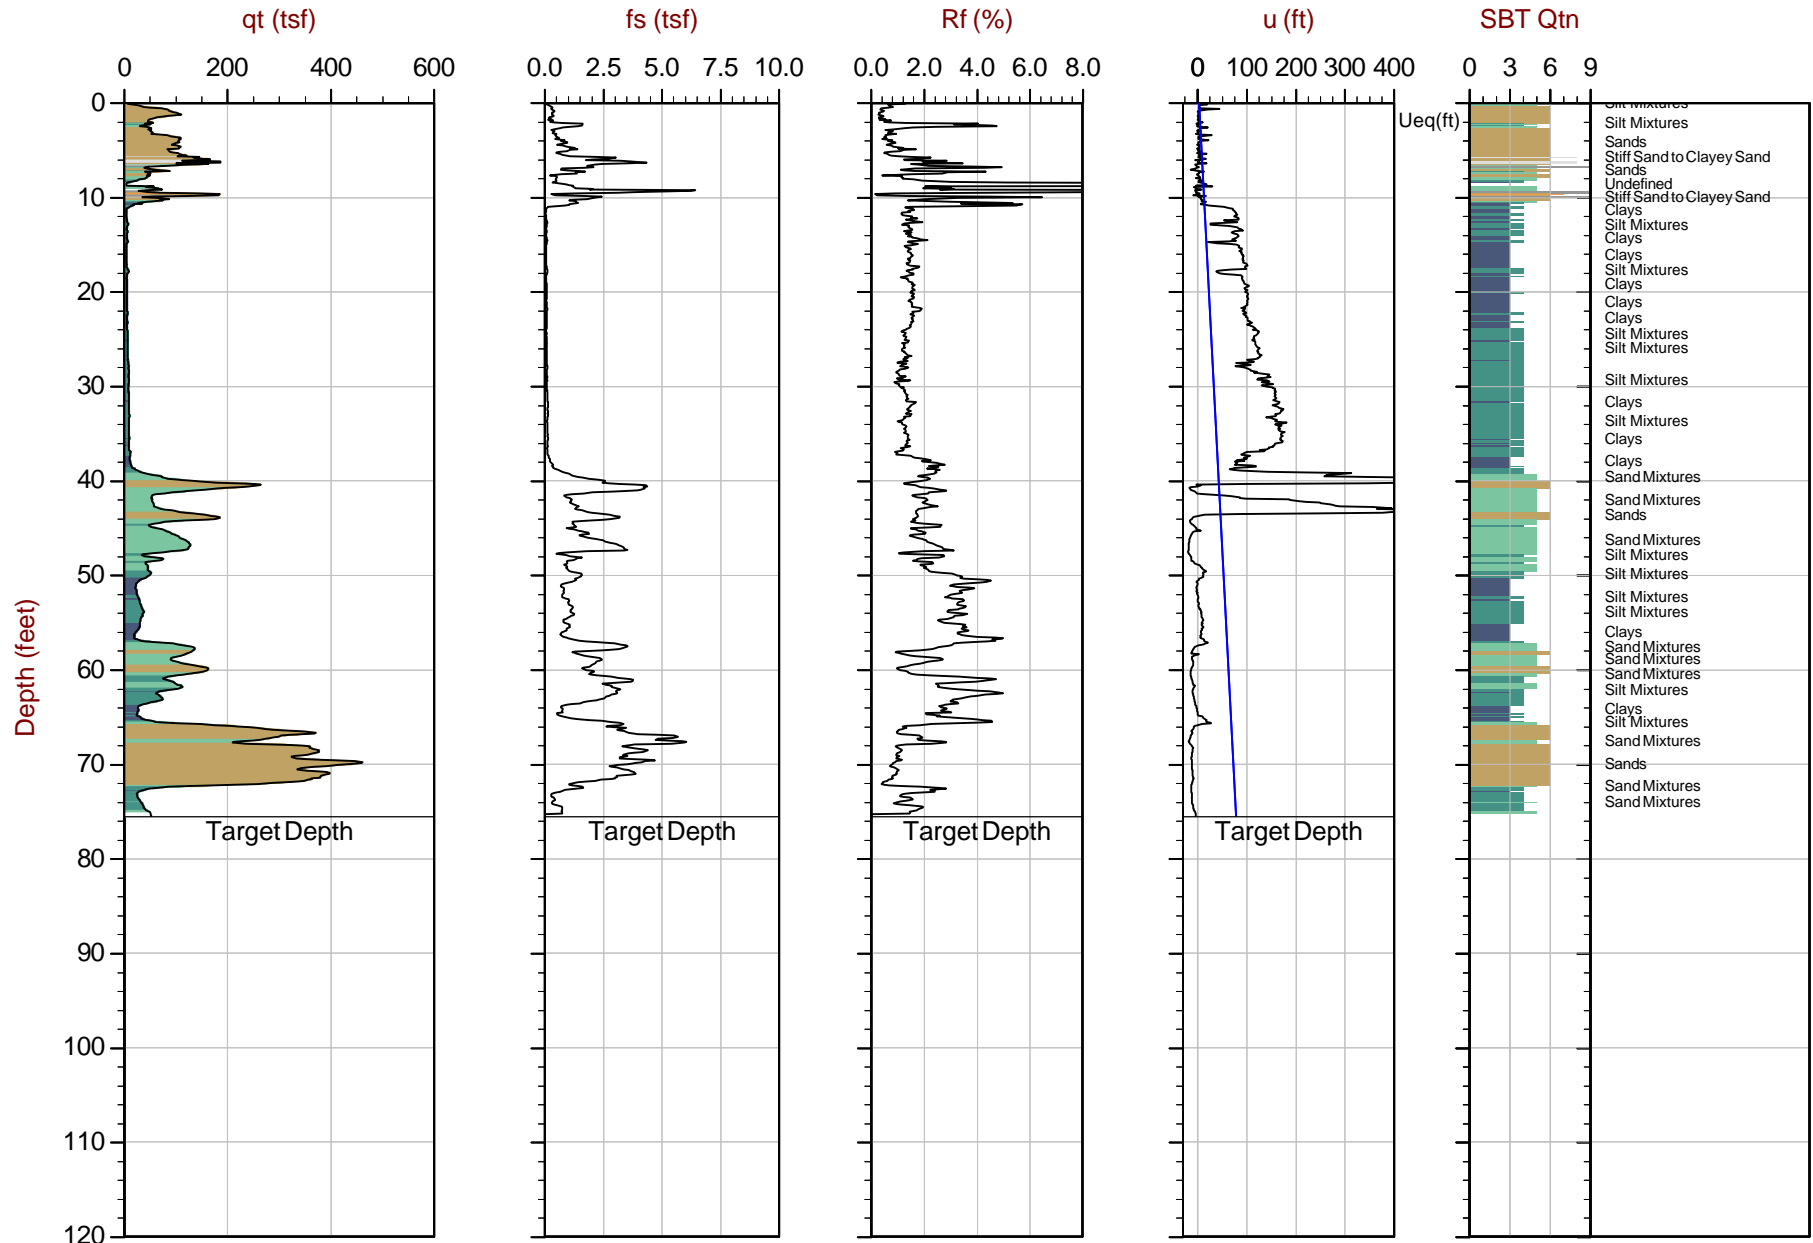 qt (tsf)
fs (tsf)
Rf (%)
u (ft)
SBT Qtn
0 200 400 600
0.0 2.5 5.0 7.5 10.0
0.0 2.0 4.0 6.0 8.0
0 100 200 300 400
0 3 6 9
Depth (feet)
0
10
20
30
40
50
60
70
80
90
100
110
120
Ueq(ft)
Target Depth
Target Depth
Target Depth
Target Depth
Silt Mixtures
Silt Mixtures
Sands
Stiff Sand to Clayey Sand
Sands
Undefined
Stiff Sand to Clayey Sand
Clays
Silt Mixtures
Clays
Clays
Silt Mixtures
Clays
Clays
Clays
Silt Mixtures
Silt Mixtures
Silt Mixtures
Clays
Silt Mixtures
Clays
Clays
Sand Mixtures
Sand Mixtures
Sands
Sand Mixtures
Silt Mixtures
Silt Mixtures
Silt Mixtures
Silt Mixtures
Clays
Sand Mixtures
Sand Mixtures
Sand Mixtures
Silt Mixtures
Clays
Silt Mixtures
Sand Mixtures
Sands
Sand Mixtures
Sand Mixtures